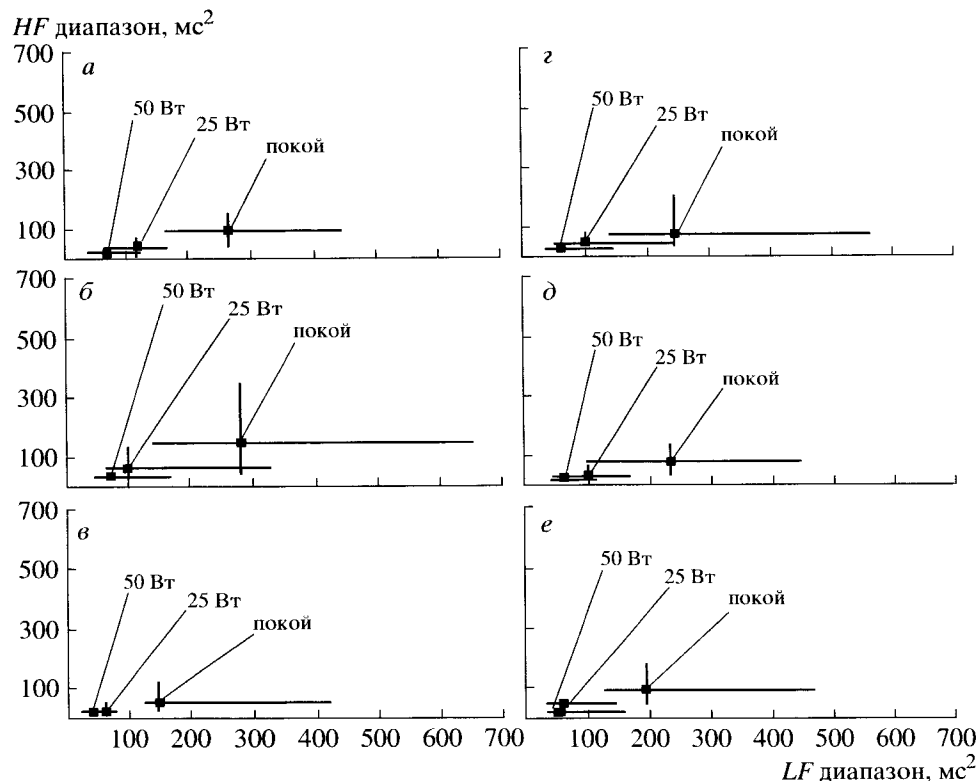 HF диапазон, мс²
700
500
300
100
а
50 Вт
25 Вт
покой
г
50 Вт
25 Вт
покой
700
500
300
100
б
50 Вт
25 Вт
покой
д
50 Вт
25 Вт
покой
700
500
300
100
в
50 Вт
25 Вт
покой
е
50 Вт
25 Вт
покой
100 200 300 400 500 600 700
100 200 300 400 500 600 700
LF диапазон, мс²